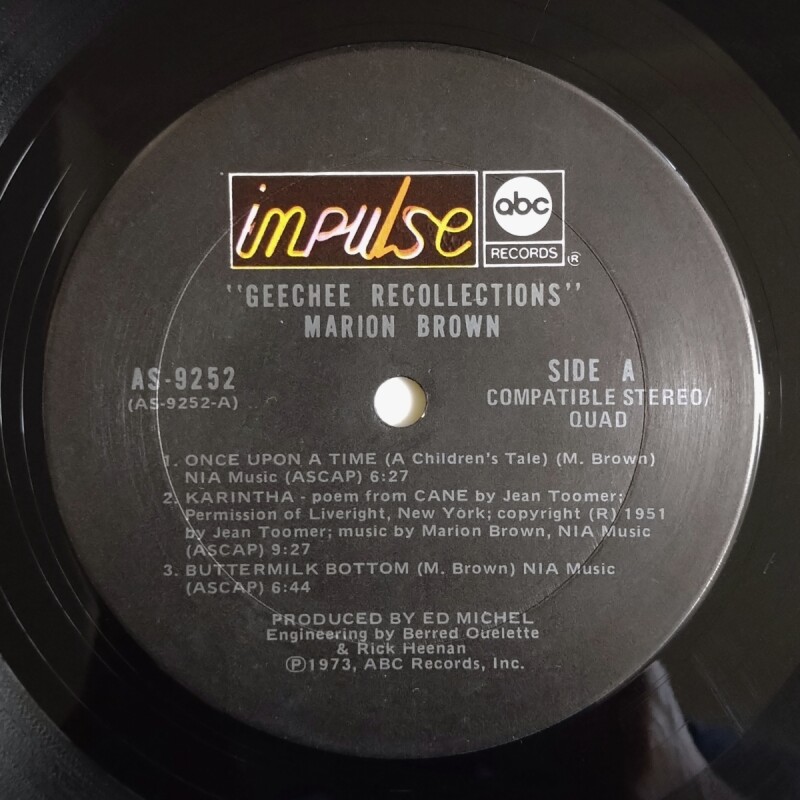 impulse
abc
RECORDS
®
"GEECHEE RECOLLECTIONS"
MARION BROWN
AS-9252
(AS-9252-A)
SIDE A
COMPATIBLE STEREO/
QUAD
1. ONCE UPON A TIME (A Children's Tale) (M. Brown)
NIA Music (ASCAP) 6:27
2. KARINTHA - poem from CANE by Jean Toomer;
Permission of Liveright, New York; copyright (R) 1951
by Jean Toomer; music by Marion Brown, NIA Music
(ASCAP) 9:27
3. BUTTERMILK BOTTOM (M. Brown) NIA Music
(ASCAP) 6:44
PRODUCED BY ED MICHEL
Engineering by Berred Ouelette
& Rick Heenan
Ⓟ1973, ABC Records, Inc.